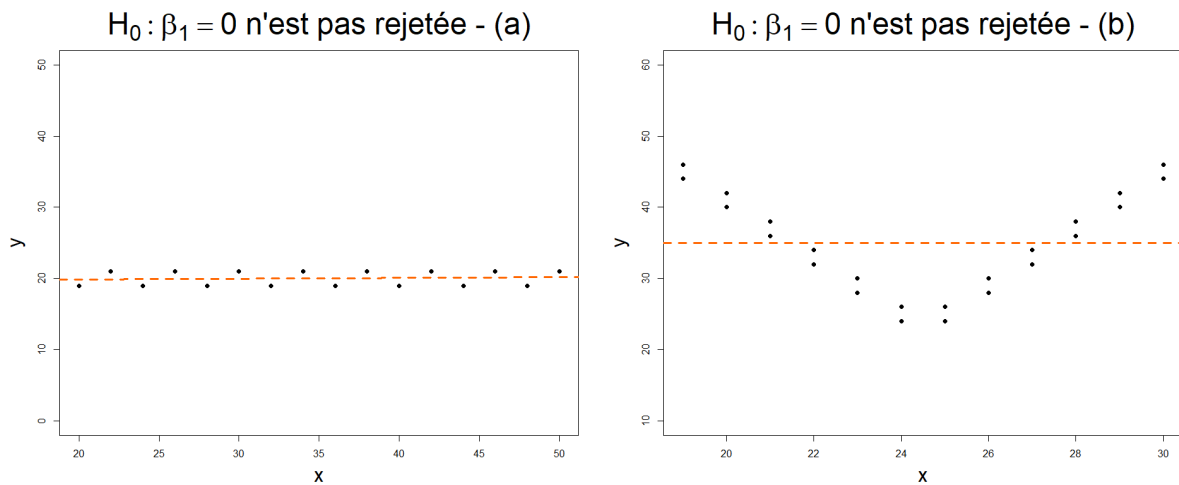 H₀ : β₁ = 0 n'est pas rejetée - (a)
y
50
40
30
20
10
0
20 25 30 35 40 45 50
x
H₀ : β₁ = 0 n'est pas rejetée - (b)
y
60
50
40
30
20
10
20 22 24 26 28 30
x